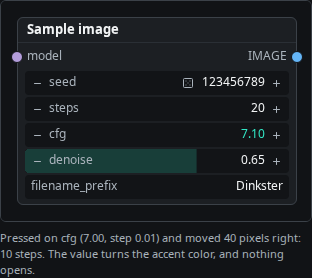 Sample image
model IMAGE
– seed 123456789 +
– steps 20 +
– cfg 7.10 +
– denoise 0.65 +
filename_prefix Dinkster
Pressed on cfg (7.00, step 0.01) and moved 40 pixels right:
10 steps. The value turns the accent color, and nothing
opens.